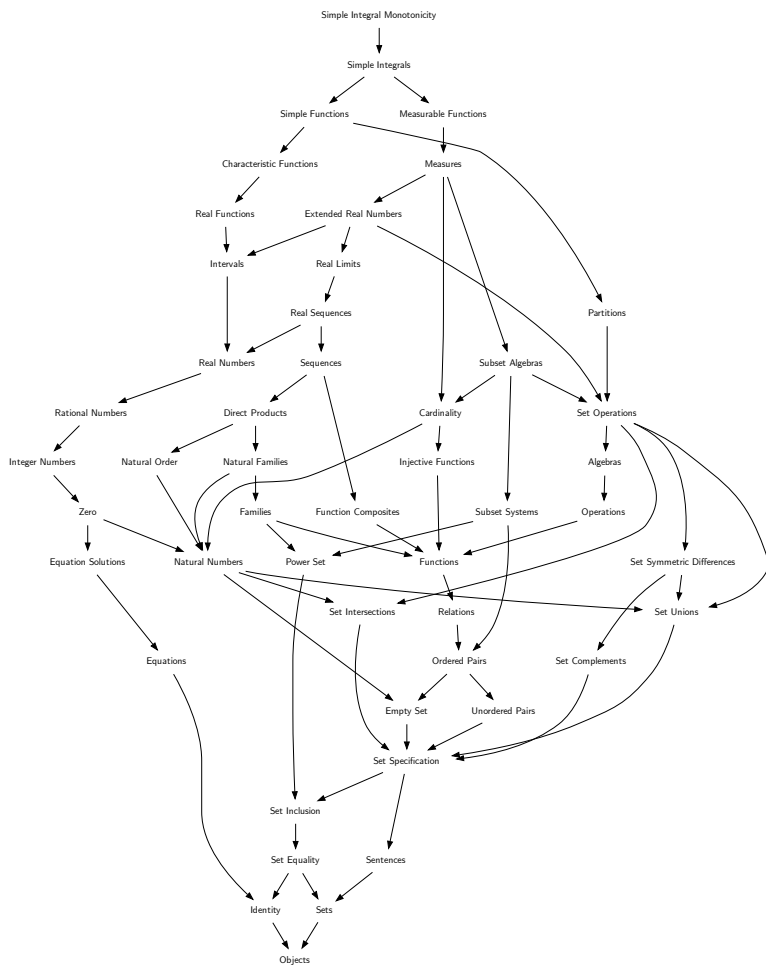 Simple Integral Monotonicity
Simple Integrals
Simple Functions
Measurable Functions
Characteristic Functions
Measures
Real Functions
Extended Real Numbers
Intervals
Real Limits
Real Sequences
Partitions
Real Numbers
Sequences
Subset Algebras
Rational Numbers
Direct Products
Cardinality
Set Operations
Integer Numbers
Natural Order
Natural Families
Injective Functions
Algebras
Zero
Families
Function Composites
Subset Systems
Operations
Equation Solutions
Natural Numbers
Power Set
Functions
Set Symmetric Differences
Set Intersections
Relations
Set Unions
Equations
Ordered Pairs
Set Complements
Empty Set
Unordered Pairs
Set Specification
Set Inclusion
Set Equality
Sentences
Identity
Sets
Objects